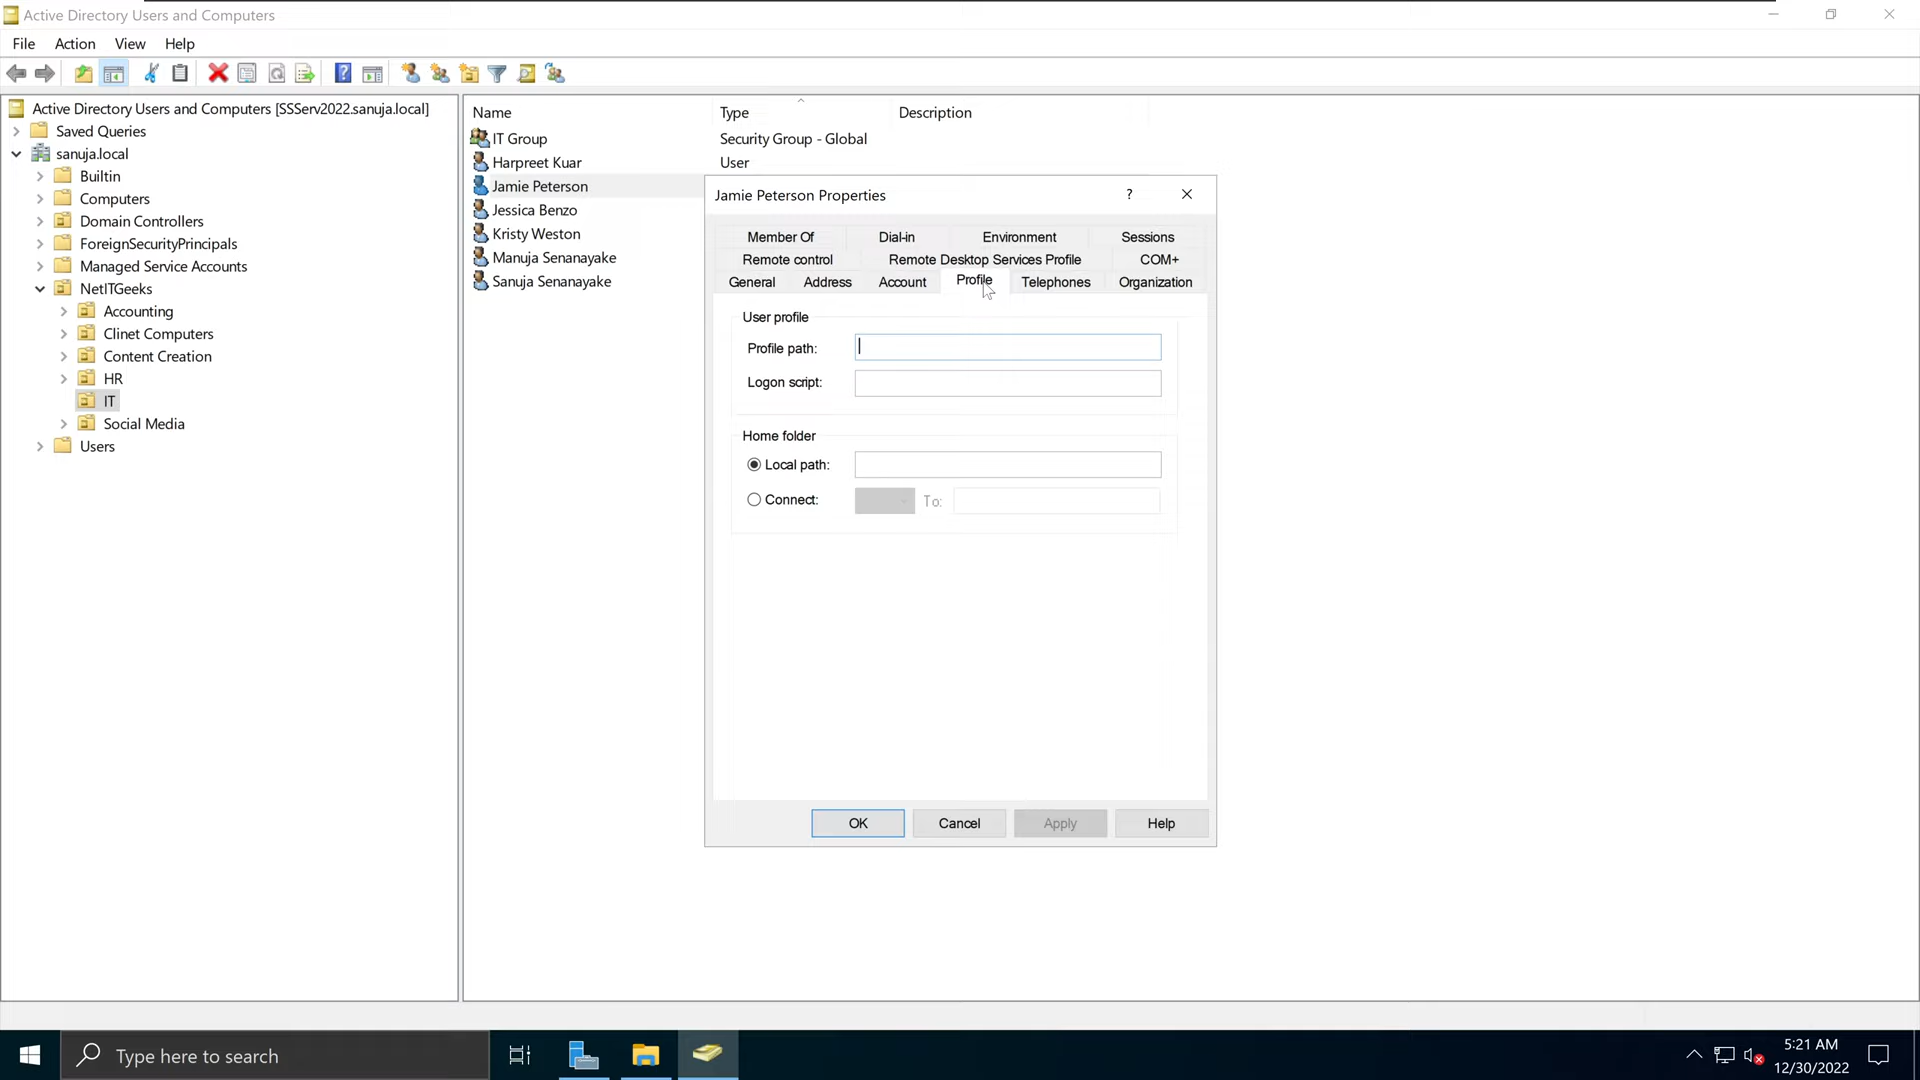 Active Directory Users and Computers
File Action View Help
Active Directory Users and Computers [SSServ2022.sanuja.local]
Saved Queries
sanuja.local
Builtin
Computers
Domain Controllers
ForeignSecurityPrincipals
Managed Service Accounts
NetITGeeks
Accounting
Clinet Computers
Content Creation
HR
IT
Social Media
Users
Name Type Description
IT Group Security Group - Global
Harpreet Kuar User
Jamie Peterson
Jessica Benzo
Kristy Weston
Manuja Senanayake
Sanuja Senanayake
Jamie Peterson Properties ?
Member Of Dial-in Environment Sessions
Remote control Remote Desktop Services Profile COM+
General Address Account Profile Telephones Organization
User profile
Profile path:
Logon script:
Home folder
Local path:
Connect: To:
OK Cancel Apply Help
Type here to search
5:21 AM
12/30/2022